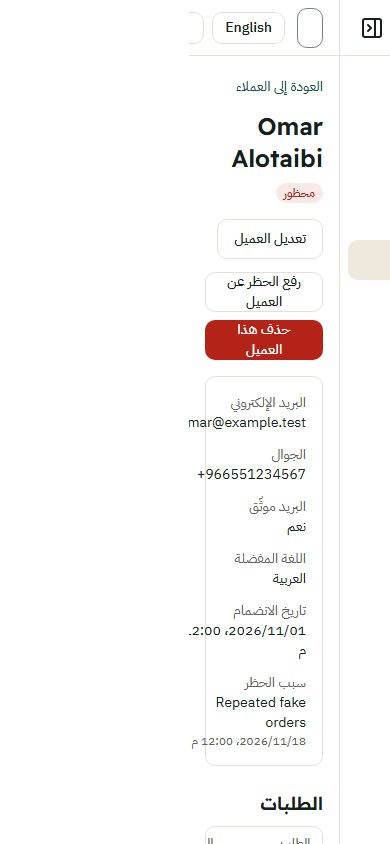 English
العودة إلى العملاء
Omar
Alotaibi
محظور
تعديل العميل
رفع الحظر عن
العميل
حذف هذا
العميل
البريد الإلكتروني
mar@example.test
الجوال
+966551234567
البريد موثّق
نعم
اللغة المفضلة
العربية
تاريخ الانضمام
2026/11/01، 2:00
م
سبب الحظر
Repeated fake
orders
2026/11/18، 12:00 م
الطلبات